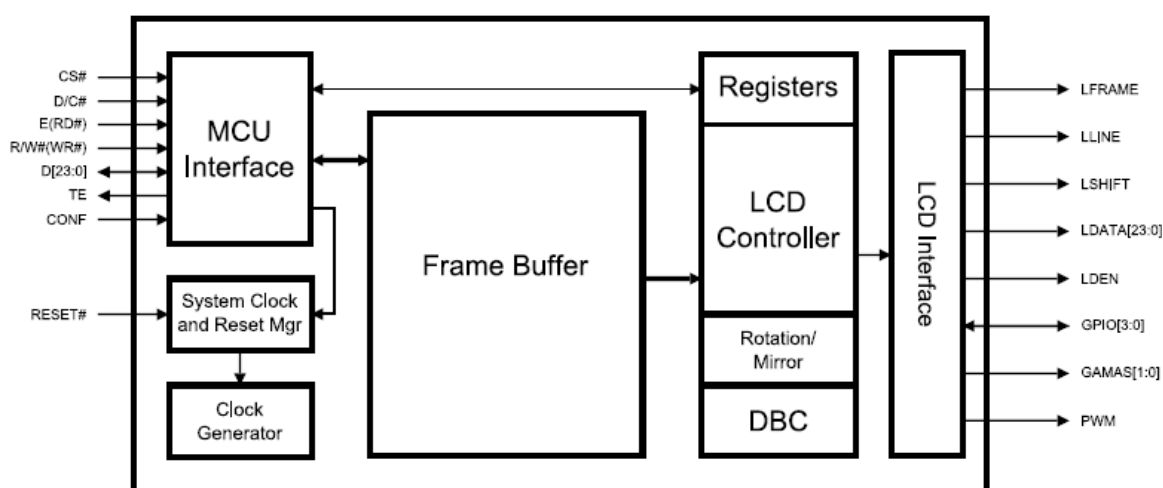 CS#
D/C#
E(RD#)
R/W#(WR#)
D[23:0]
TE
CONF
RESET#
MCU
Interface
System Clock
and Reset Mgr
Clock
Generator
Frame Buffer
Registers
LCD
Controller
Rotation/
Mirror
DBC
LCD Interface
LFRAME
LLINE
LSHIFT
LDATA[23:0]
LDEN
GPIO[3:0]
GAMAS[1:0]
PWM